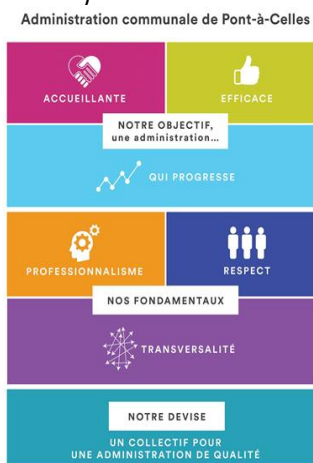 Administration communale de Pont-à-Celles
ACCUEILLANTE
EFFICACE
NOTRE OBJECTIF,
une administration...
QUI PROGRESSE
PROFESSIONNALISME
RESPECT
NOS FONDAMENTAUX
TRANSVERSALITÉ
NOTRE DEVISE
UN COLLECTIF POUR
UNE ADMINISTRATION DE QUALITÉ